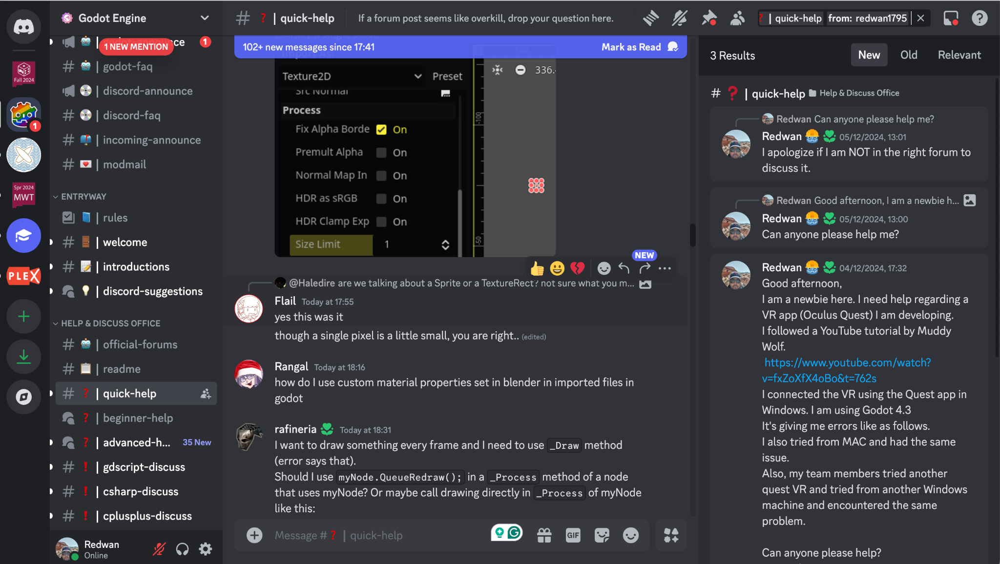 Godot Engine
1 NEW MENTION
ce
1
godot-faq
discord-announce
discord-faq
incoming-announce
modmail
ENTRYWAY
rules
welcome
introductions
discord-suggestions
HELP & DISCUSS OFFICE
official-forums
readme
quick-help
beginner-help
advanced-h... 35 New
gdscript-discuss
csharp-discuss
cplusplus-discuss
Redwan
Online
Fall 2024
1
Spr 2024
MWT
PLEX
# ? | quick-help
If a forum post seems like overkill, drop your question here.
? | quick-help from: redwan1795
102+ new messages since 17:41
Mark as Read
Texture2D
Preset
336.
Src Normal
Process
Fix Alpha Borde On
Premult Alpha On
Normal Map In On
HDR as sRGB On
HDR Clamp Exp On
Size Limit 1
-100
-50
NEW
@Haledire are we talking about a Sprite or a TextureRect? not sure what you m...
Flail Today at 17:55
yes this was it
though a single pixel is a little small, you are right.. (edited)
Rangal Today at 18:16
how do I use custom material properties set in blender in imported files in
godot
rafineria Today at 18:31
I want to draw something every frame and I need to use _Draw method
(error says that).
Should I use myNode.QueueRedraw(); in a _Process method of a node
that uses myNode? Or maybe call drawing directly in _Process of myNode
like this:
Message # ? | quick-help
GIF
3 Results
New
Old
Relevant
# ? | quick-help Help & Discuss Office
Redwan Can anyone please help me?
Redwan 05/12/2024, 13:01
I apologize if I am NOT in the right forum to
discuss it.
Redwan Good afternoon, I am a newbie h...
Redwan 05/12/2024, 13:00
Can anyone please help me?
Redwan 04/12/2024, 17:32
Good afternoon,
I am a newbie here. I need help regarding a
VR app (Oculus Quest) I am developing.
I followed a YouTube tutorial by Muddy
Wolf.
https://www.youtube.com/watch?
v=fxZoXfX4oBo&t=762s
I connected the VR using the Quest app in
Windows. I am using Godot 4.3
It's giving me errors like as follows.
I also tried from MAC and had the same
issue.
Also, my team members tried another
quest VR and tried from another Windows
machine and encountered the same
problem.
Can anyone please help?